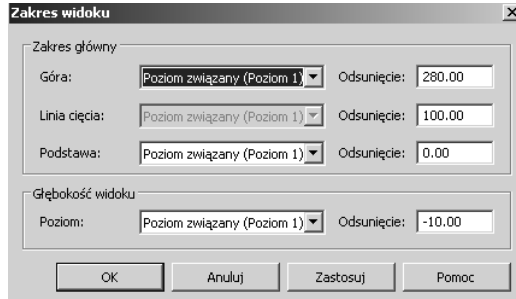 Zakres widoku
Zakres główny
Góra: Poziom związany (Poziom 1) Odsunięcie: 280.00
Linia cięcia: Poziom związany (Poziom 1) Odsunięcie: 100.00
Podstawa: Poziom związany (Poziom 1) Odsunięcie: 0.00
Głębokość widoku
Poziom: Poziom związany (Poziom 1) Odsunięcie: -10.00
OK Anuluj Zastosuj Pomoc